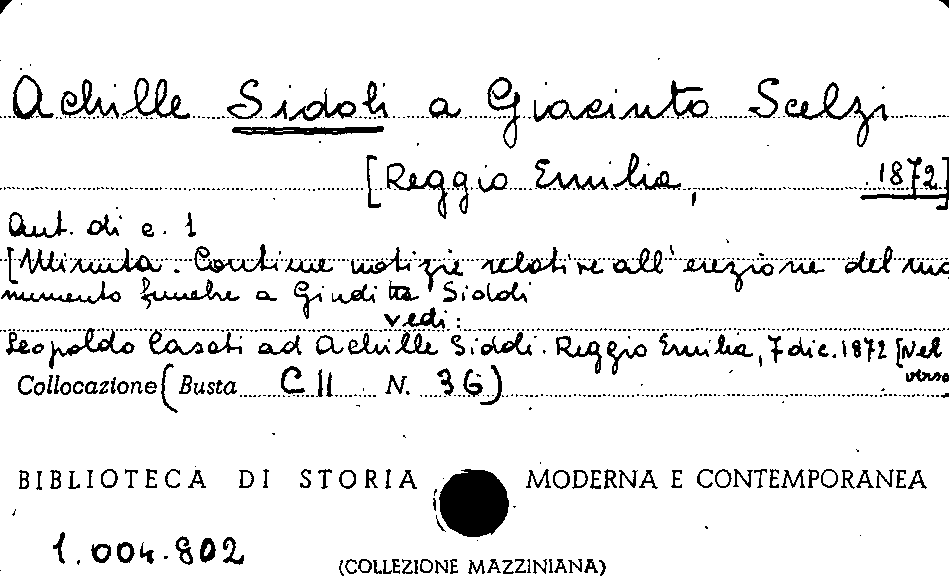 Achille Sidoli a Giacinto Scelzi
[Reggio Emilia, 1872]
Aut. di c. 1
[Minuta. Contiene notizie relative all'erezione del mo
numento funebre a Giuditta Sidoli
vedi:
Leopoldo Casati ad Achille Sidoli. Reggio Emilia, 7 dic. 1872 [Nel
verso
Collocazione (Busta C II N. 36)
BIBLIOTECA DI STORIA MODERNA E CONTEMPORANEA
1.004.802
(COLLEZIONE MAZZINIANA)